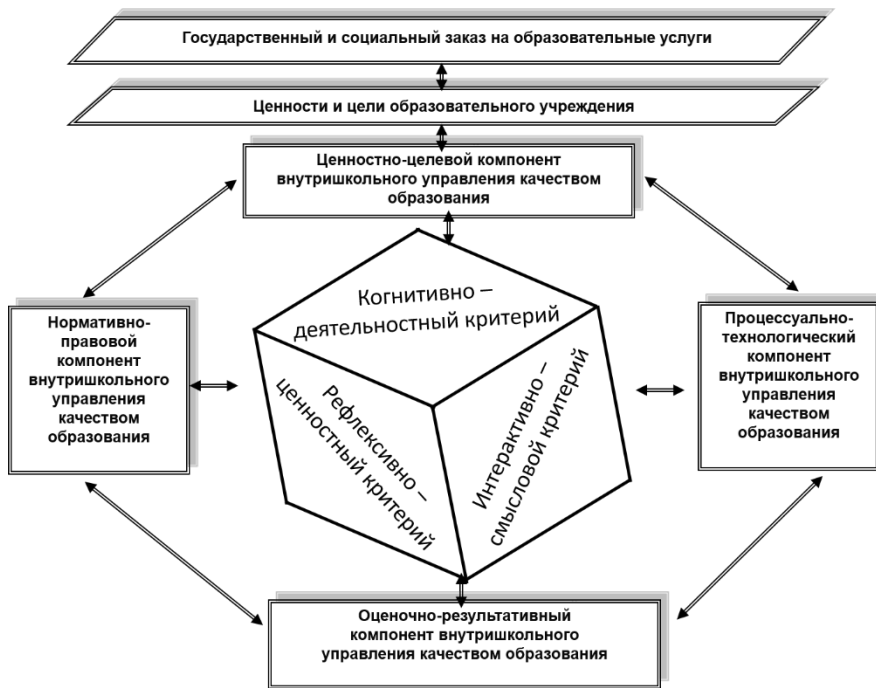 Государственный и социальный заказ на образовательные услуги
Ценности и цели образовательного учреждения
Ценностно-целевой компонент
внутришкольного управления качеством
образования
Когнитивно –
деятельностный критерий
Нормативно-
правовой
компонент
внутришкольного
управления
качеством
образования
Рефлексивно –
ценностный критерий
Интерактивно –
смысловой критерий
Процессуально-
технологический
компонент
внутришкольного
управления
качеством
образования
Оценочно-результативный
компонент внутришкольного
управления качеством образования